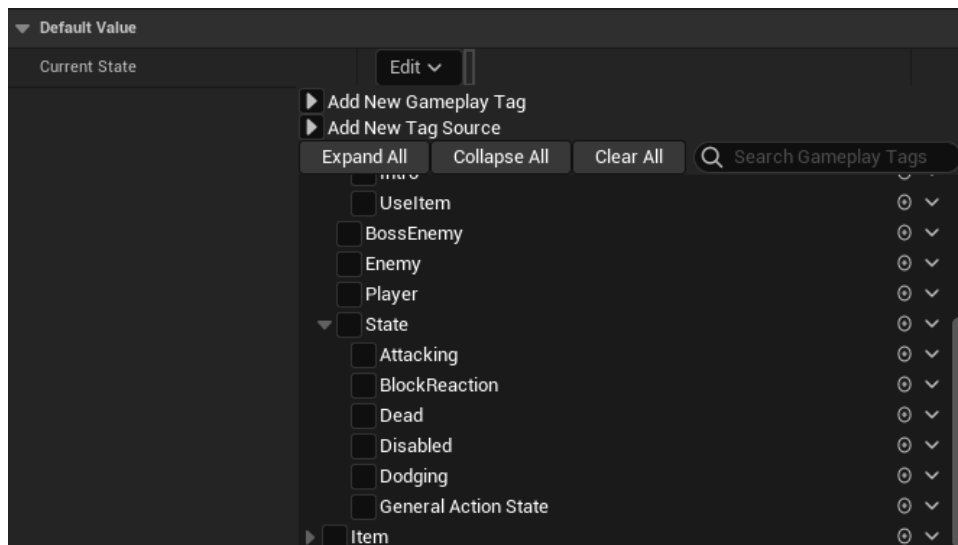 Default Value
Current State
Edit
Add New Gameplay Tag
Add New Tag Source
Expand All Collapse All Clear All Search Gameplay Tags
UseItem
BossEnemy
Enemy
Player
State
Attacking
BlockReaction
Dead
Disabled
Dodging
General Action State
Item